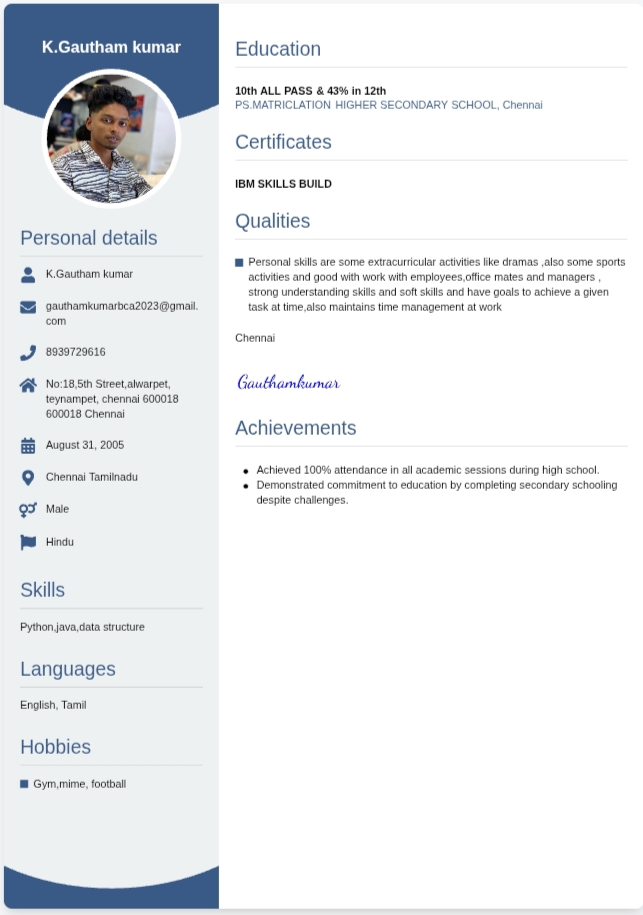 K.Gautham kumar
Personal details
K.Gautham kumar
gauthamkumarbca2023@gmail.
com
8939729616
No:18,5th Street,alwarpet,
teynampet, chennai 600018
600018 Chennai
August 31, 2005
Chennai Tamilnadu
Male
Hindu
Skills
Python,java,data structure
Languages
English, Tamil
Hobbies
Gym,mime, football
Education
10th ALL PASS & 43% in 12th
PS.MATRICLATION HIGHER SECONDARY SCHOOL, Chennai
Certificates
IBM SKILLS BUILD
Qualities
Personal skills are some extracurricular activities like dramas ,also some sports
activities and good with work with employees,office mates and managers ,
strong understanding skills and soft skills and have goals to achieve a given
task at time,also maintains time management at work
Chennai
Gauthamkumar
Achievements
Achieved 100% attendance in all academic sessions during high school.
Demonstrated commitment to education by completing secondary schooling
despite challenges.